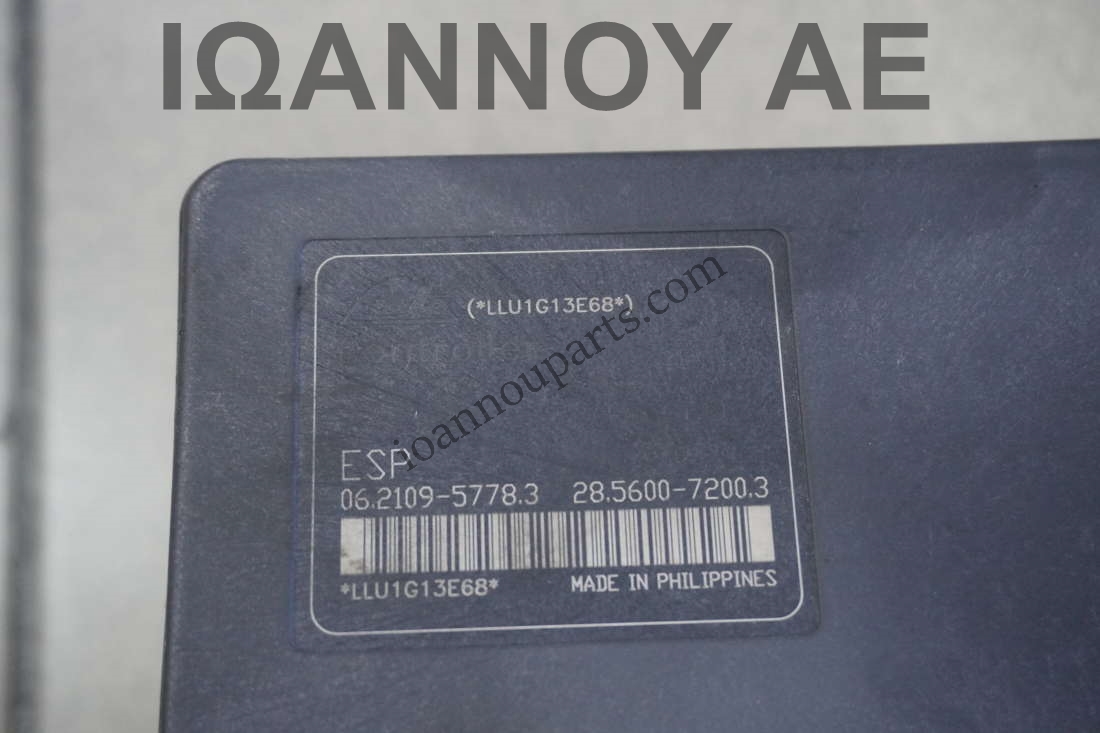 ΙΩΑΝΝΟΥ ΑΕ
(*LLU1G13E68*)
ioannouparts.com
ESP
06.2109-5778.3 28.5600-7200.3
*LLU1G13E68* MADE IN PHILIPPINES